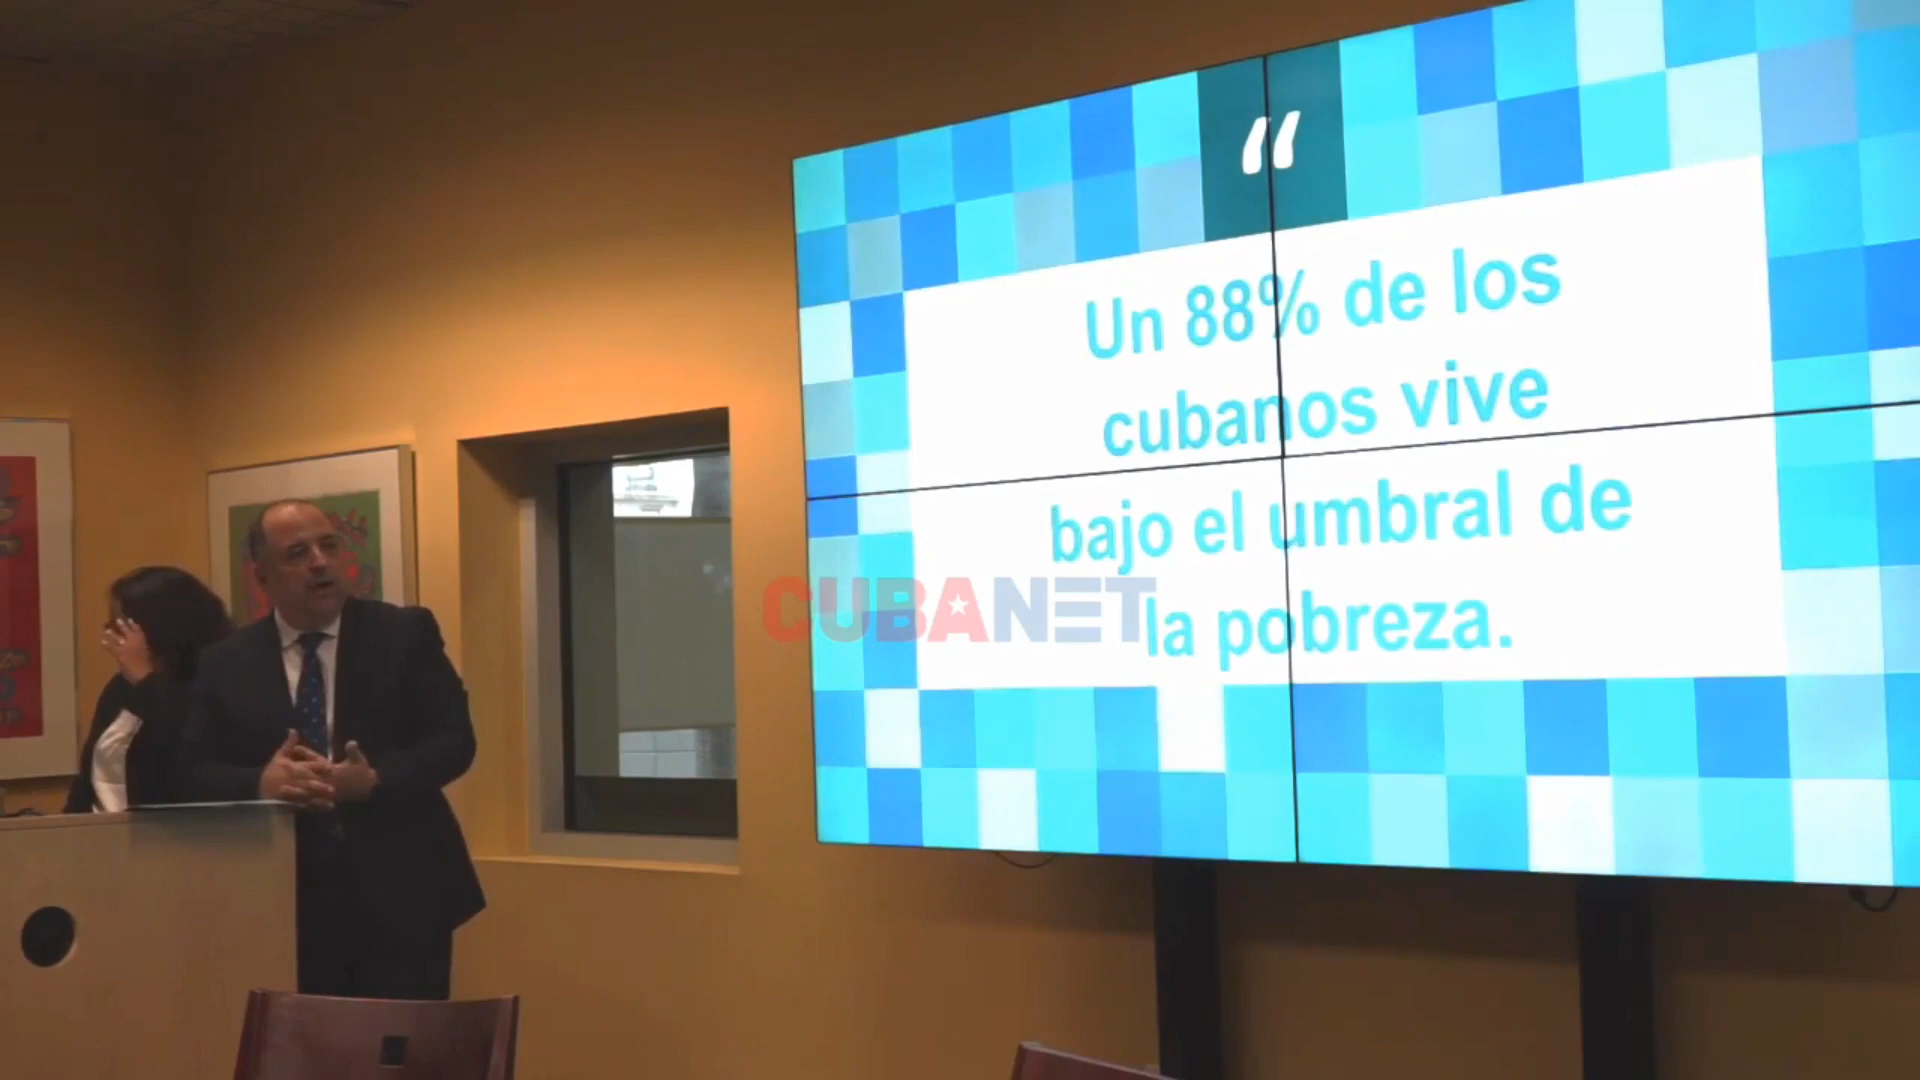 “
Un 88% de los
cubanos vive
bajo el umbral de
la pobreza.
CUBANET